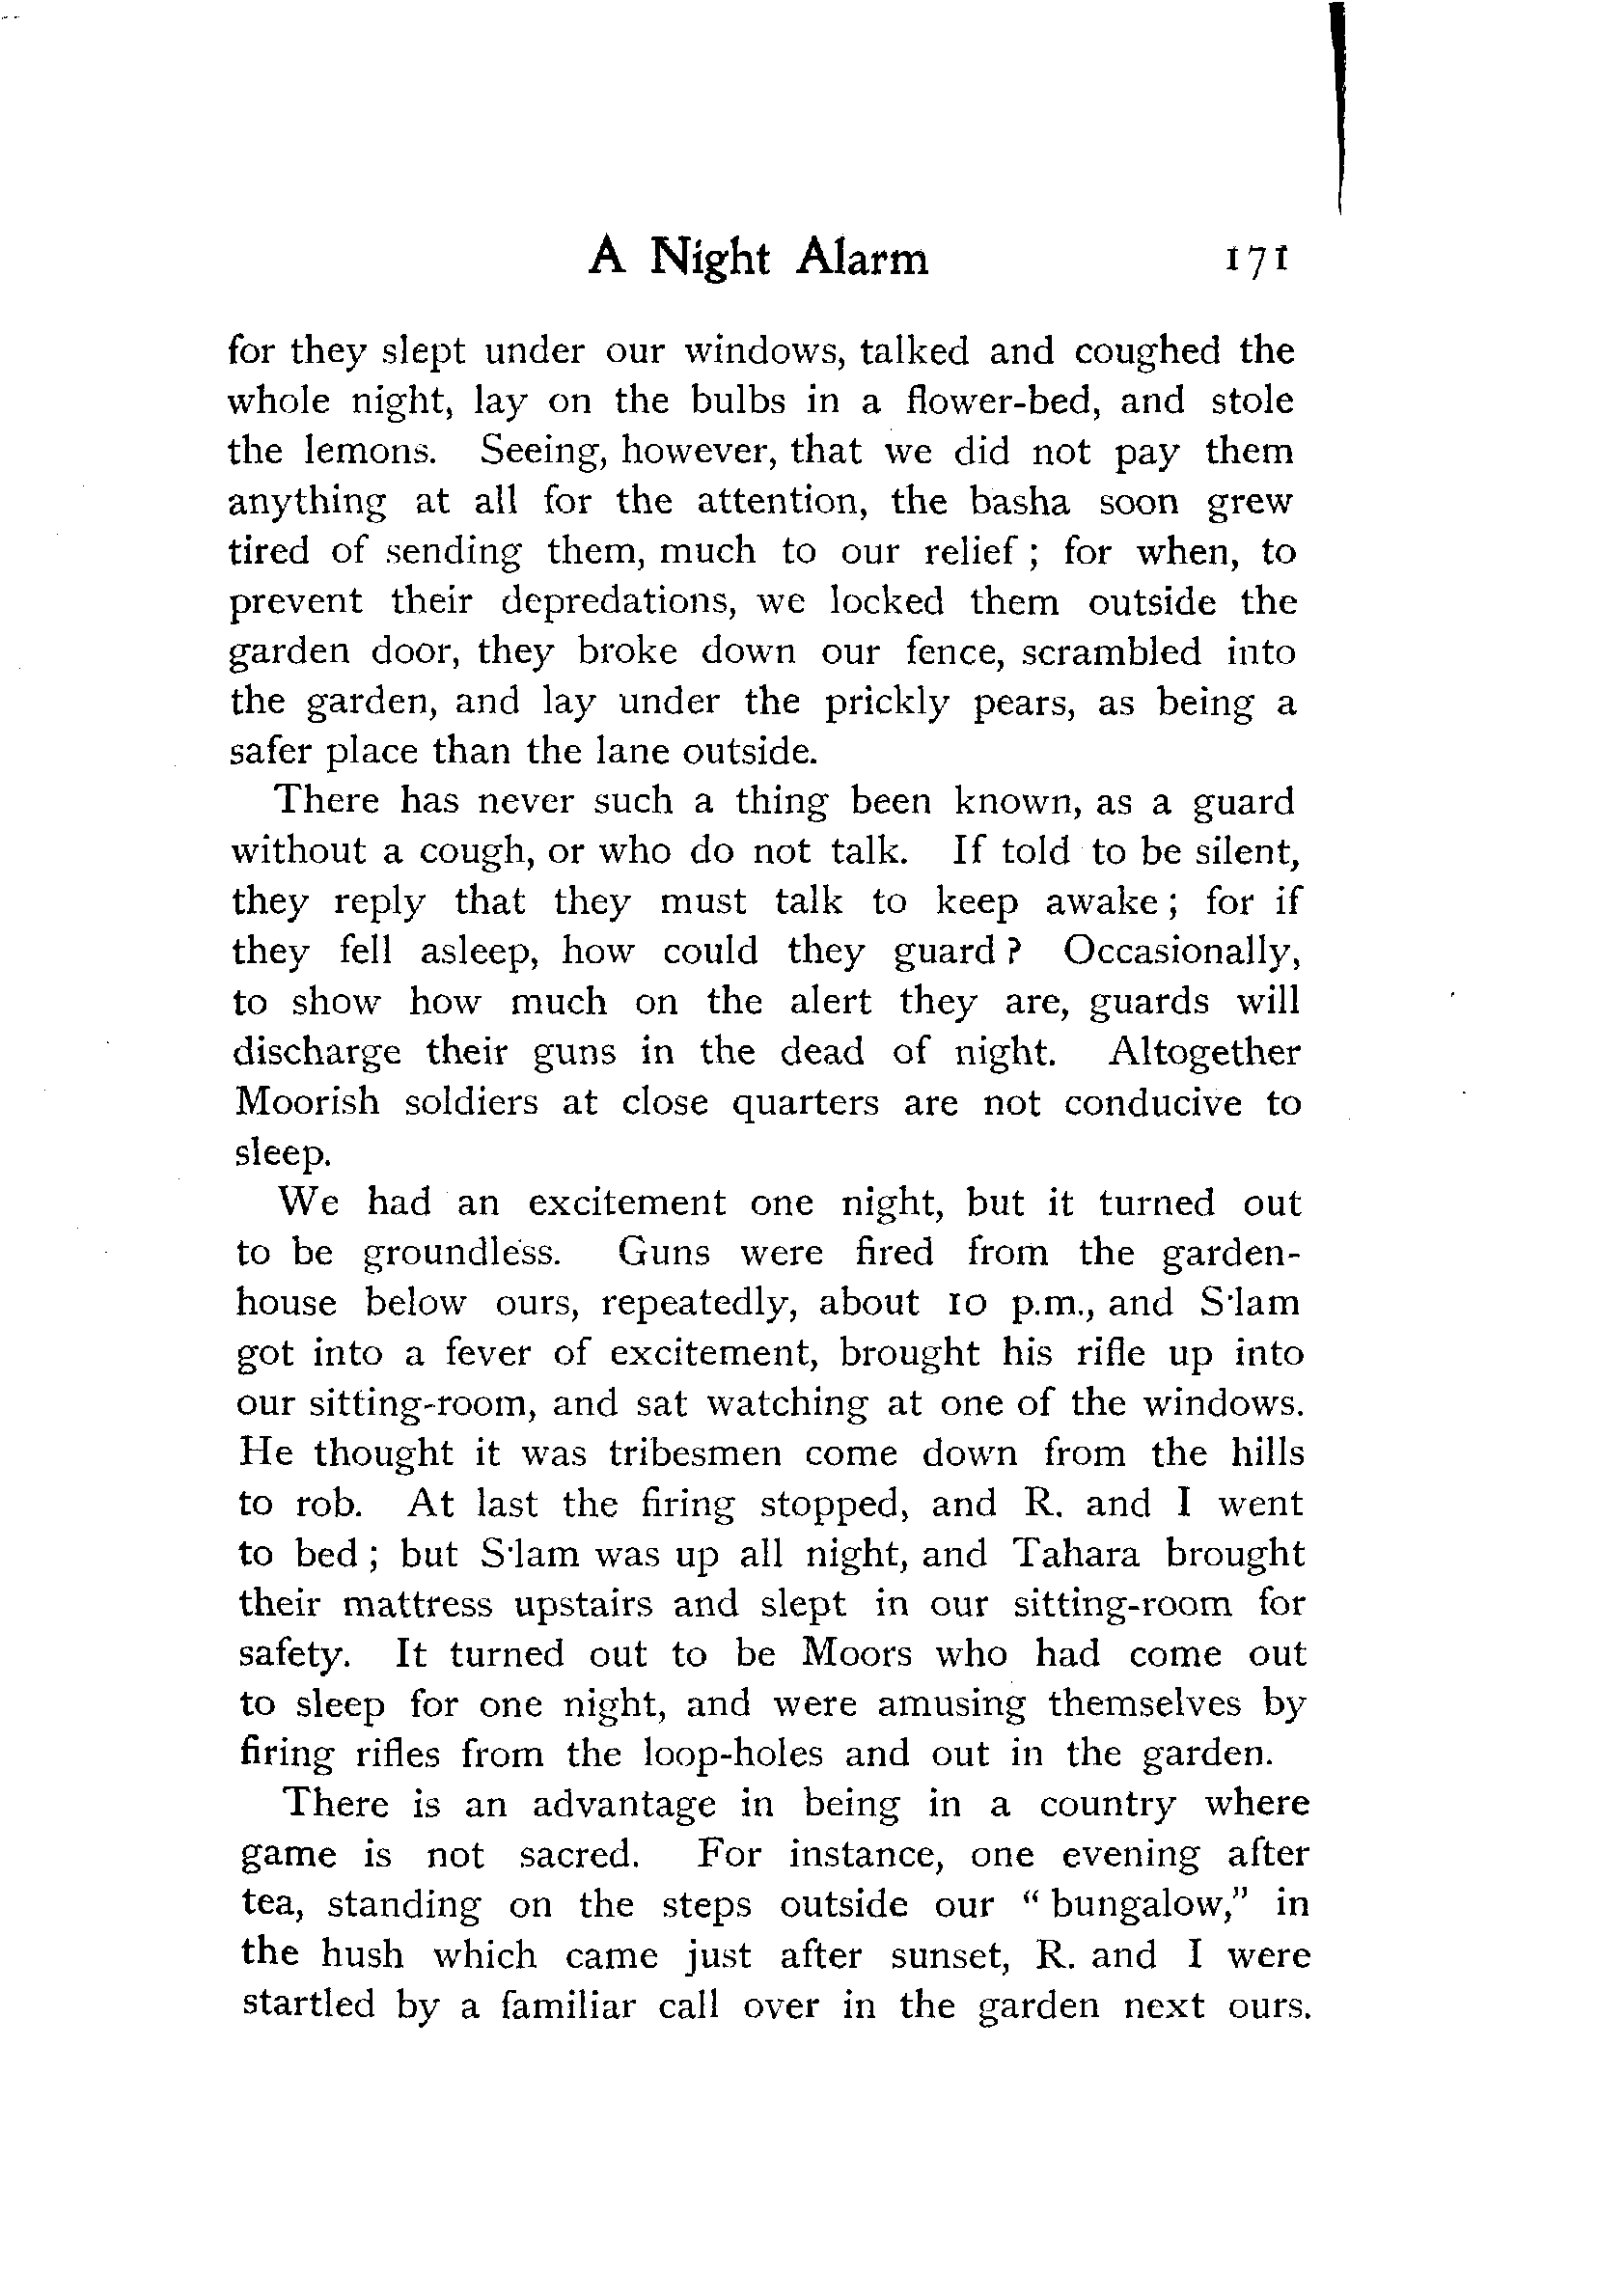 A Night Alarm 171
for they slept under our windows, talked and coughed the
whole night, lay on the bulbs in a flower-bed, and stole
the lemons. Seeing, however, that we did not pay them
anything at all for the attention, the basha soon grew
tired of sending them, much to our relief; for when, to
prevent their depredations, we locked them outside the
garden door, they broke down our fence, scrambled into
the garden, and lay under the prickly pears, as being a
safer place than the lane outside.
There has never such a thing been known, as a guard
without a cough, or who do not talk. If told to be silent,
they reply that they must talk to keep awake; for if
they fell asleep, how could they guard? Occasionally,
to show how much on the alert they are, guards will
discharge their guns in the dead of night. Altogether
Moorish soldiers at close quarters are not conducive to
sleep.
We had an excitement one night, but it turned out
to be groundless. Guns were fired from the garden-
house below ours, repeatedly, about 10 p.m., and S·lam
got into a fever of excitement, brought his rifle up into
our sitting-room, and sat watching at one of the windows.
He thought it was tribesmen come down from the hills
to rob. At last the firing stopped, and R. and I went
to bed; but S·lam was up all night, and Tahara brought
their mattress upstairs and slept in our sitting-room for
safety. It turned out to be Moors who had come out
to sleep for one night, and were amusing themselves by
firing rifles from the loop-holes and out in the garden.
There is an advantage in being in a country where
game is not sacred. For instance, one evening after
tea, standing on the steps outside our “bungalow,” in
the hush which came just after sunset, R. and I were
startled by a familiar call over in the garden next ours.